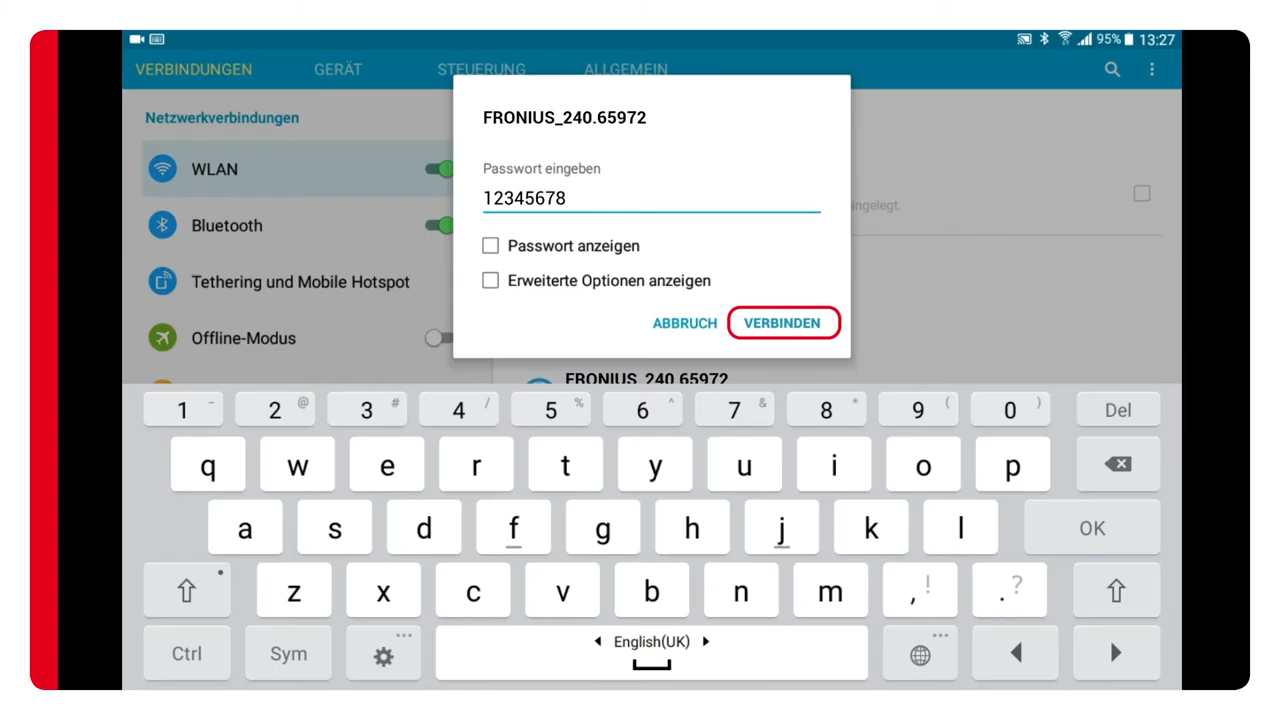 95% 13:27
VERBINDUNGEN GERÄT STEUERUNG ALLGEMEIN
Netzwerkverbindungen
WLAN
Bluetooth
Tethering und Mobile Hotspot
Offline-Modus
FRONIUS_240.65972
Passwort eingeben
12345678
Passwort anzeigen
Erweiterte Optionen anzeigen
ABBRUCH VERBINDEN
ingelegt.
FRONIUS_240.65972
1 - 2 @ 3 # 4 / 5 % 6 ^ 7 & 8 * 9 ( 0 ) Del
q w e r t y u i o p
a s d f g h j k l OK
z x c v b n m , ! . ?
Ctrl Sym English(UK)